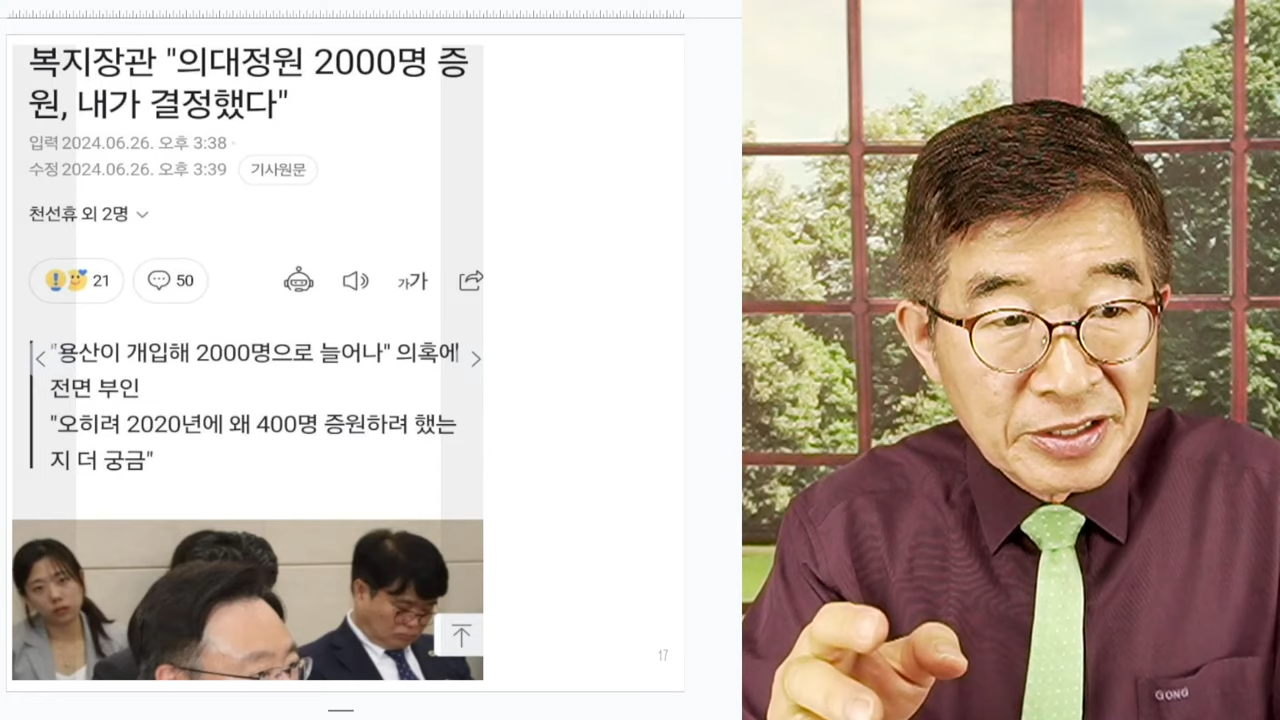 복지장관 "의대정원 2000명 증
원, 내가 결정했다"
입력 2024.06.26. 오후 3:38
수정 2024.06.26. 오후 3:39 기사원문
천선휴 외 2명
21 50 가가
"용산이 개입해 2000명으로 늘어나" 의혹에
전면 부인
"오히려 2020년에 왜 400명 증원하려 했는
지 더 궁금"
17
GONG